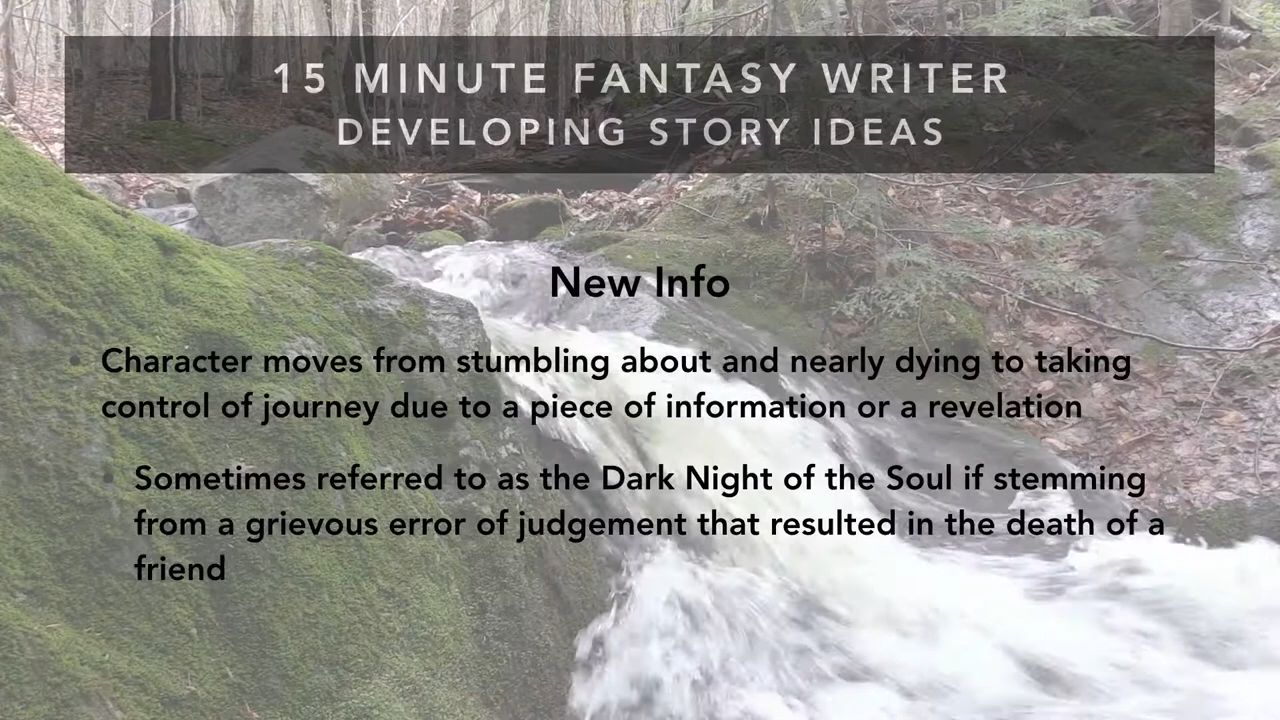 15 MINUTE FANTASY WRITER
DEVELOPING STORY IDEAS
New Info
• Character moves from stumbling about and nearly dying to taking
control of journey due to a piece of information or a revelation
• Sometimes referred to as the Dark Night of the Soul if stemming
from a grievous error of judgement that resulted in the death of a
friend